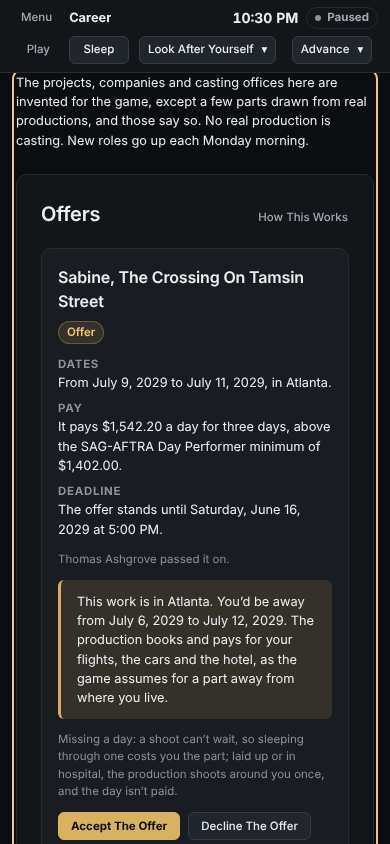 Menu
Career
10:30 PM
Paused
Play
Sleep
Look After Yourself
Advance
The projects, companies and casting offices here are
invented for the game, except a few parts drawn from real
productions, and those say so. No real production is
casting. New roles go up each Monday morning.
Offers
How This Works
Sabine, The Crossing On Tamsin
Street
Offer
DATES
From July 9, 2029 to July 11, 2029, in Atlanta.
PAY
It pays $1,542.20 a day for three days, above
the SAG-AFTRA Day Performer minimum of
$1,402.00.
DEADLINE
The offer stands until Saturday, June 16,
2029 at 5:00 PM.
Thomas Ashgrove passed it on.
This work is in Atlanta. You’d be away
from July 6, 2029 to July 12, 2029. The
production books and pays for your
flights, the cars and the hotel, as the
game assumes for a part away from
where you live.
Missing a day: a shoot can’t wait, so sleeping
through one costs you the part; laid up or in
hospital, the production shoots around you once,
and the day isn’t paid.
Accept The Offer
Decline The Offer